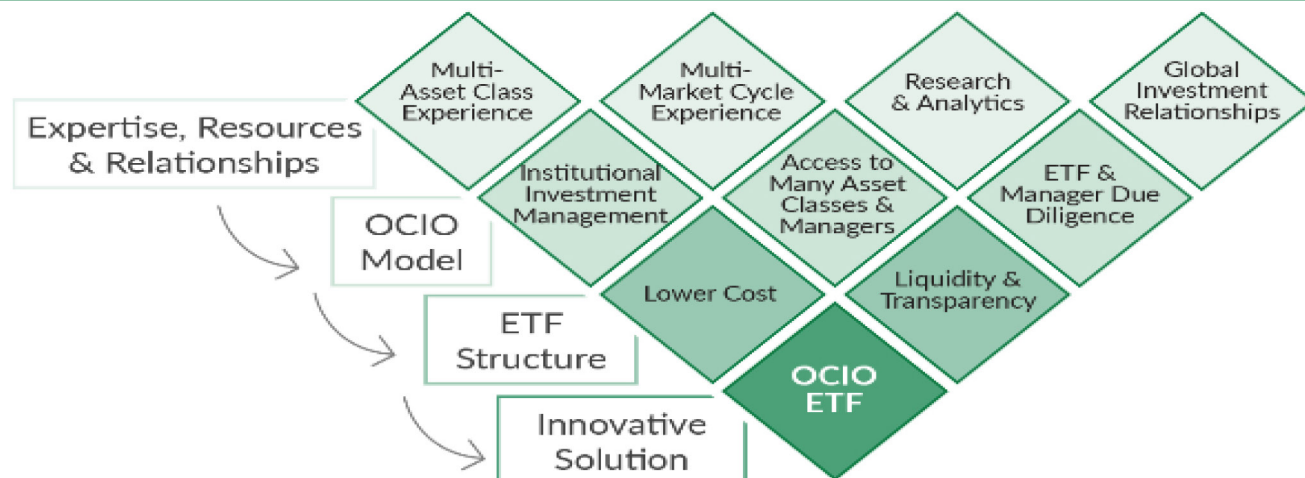 Multi-
Asset Class
Experience
Multi-
Market Cycle
Experience
Research
& Analytics
Global
Investment
Relationships
Expertise, Resources
& Relationships
Institutional
Investment
Management
Access to
Many Asset
Classes &
Managers
ETF &
Manager Due
Diligence
OCIO
Model
Lower Cost
Liquidity &
Transparency
ETF
Structure
OCIO
ETF
Innovative
Solution